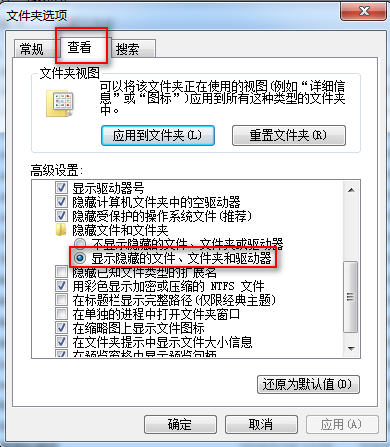 文件夹选项
常规
查看
搜索
文件夹视图
可以将该文件夹正在使用的视图(例如“详细信
息”或“图标”)应用到所有这种类型的文件夹
中。
应用到文件夹(L)
重置文件夹(R)
高级设置:
显示驱动器号
隐藏计算机文件夹中的空驱动器
隐藏受保护的操作系统文件(推荐)
隐藏文件和文件夹
不显示隐藏的文件、文件夹或驱动器
显示隐藏的文件、文件夹和驱动器
隐藏已知文件类型的扩展名
用彩色显示加密或压缩的 NTFS 文件
在标题栏显示完整路径(仅限经典主题)
在单独的进程中打开文件夹窗口
在缩略图上显示文件图标
在文件夹提示中显示文件大小信息
在预览窗格中显示预览句柄
还原为默认值(D)
确定
取消
应用(A)